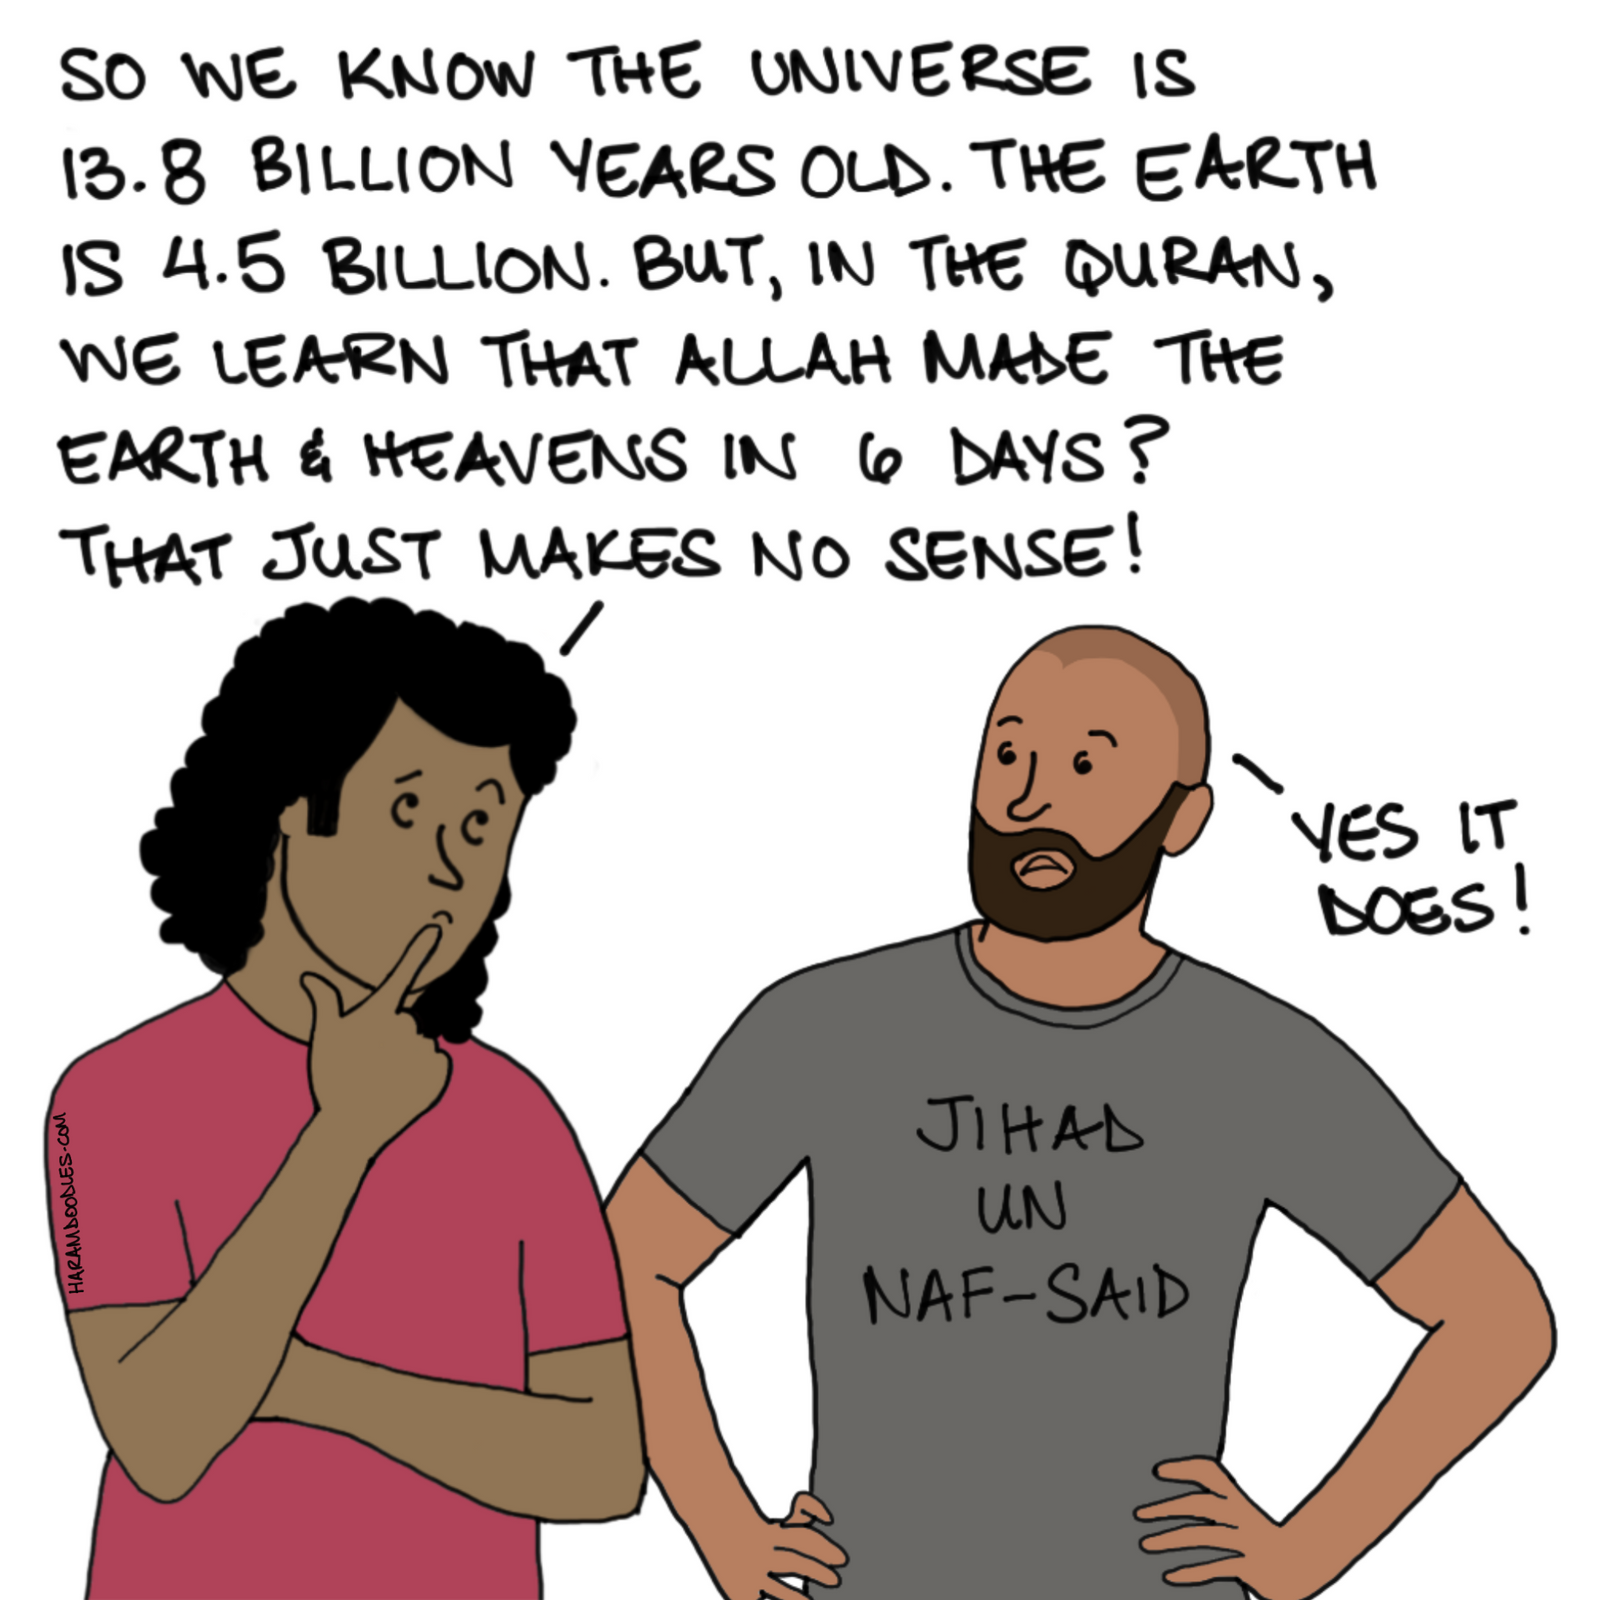 SO WE KNOW THE UNIVERSE IS
13.8 BILLION YEARS OLD. THE EARTH
IS 4.5 BILLION. BUT, IN THE QURAN,
WE LEARN THAT ALLAH MADE THE
EARTH & HEAVENS IN 6 DAYS?
THAT JUST MAKES NO SENSE!
YES IT
DOES!
JIHAD
UN
NAF-SAID
HARAMDOODLES.COM